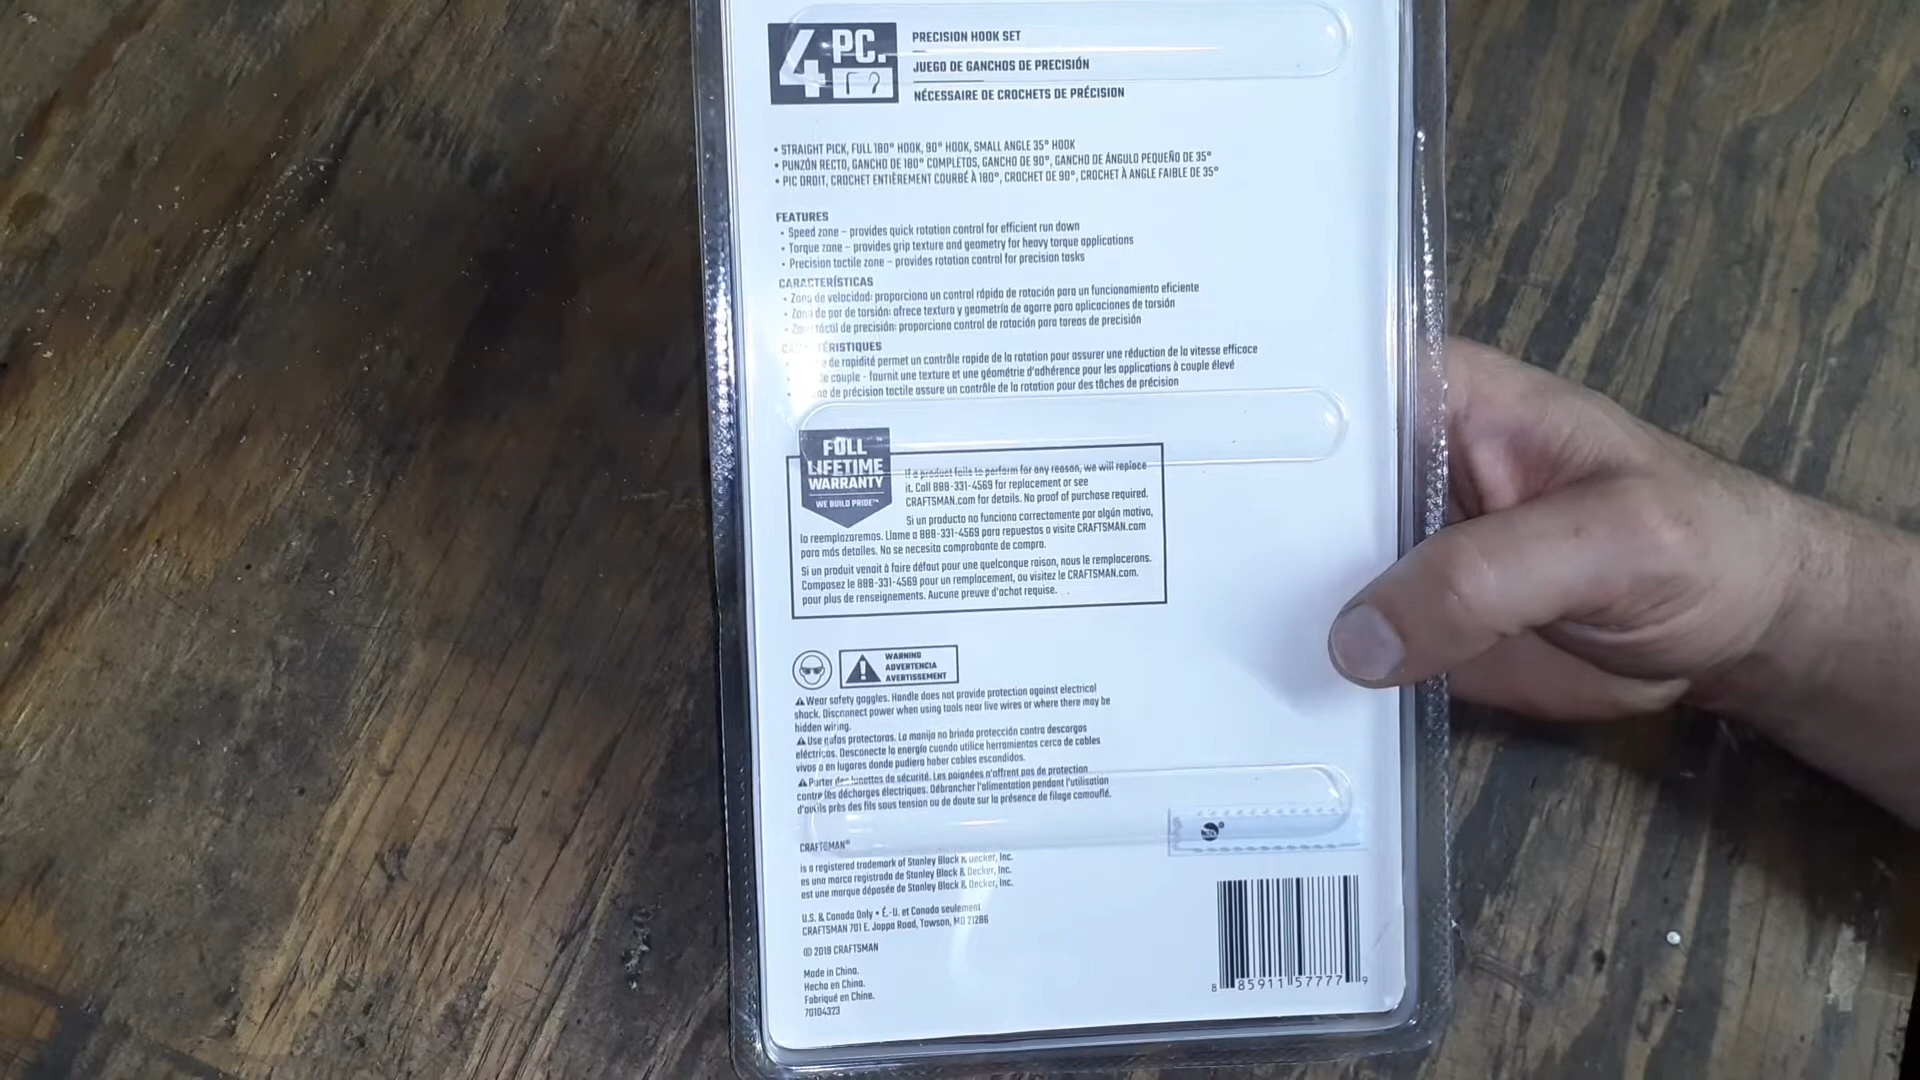 4 PC.
PRECISION HOOK SET
JUEGO DE GANCHOS DE PRECISIÓN
NÉCESSAIRE DE CROCHETS DE PRÉCISION
• STRAIGHT PICK, FULL 180° HOOK, 90° HOOK, SMALL ANGLE 35° HOOK
• PUNZÓN RECTO, GANCHO DE 180° COMPLETOS, GANCHO DE 90°, GANCHO DE ÁNGULO PEQUEÑO DE 35°
• PIC DROIT, CROCHET ENTIÈREMENT COURBÉ À 180°, CROCHET DE 90°, CROCHET À ANGLE FAIBLE DE 35°
FEATURES
• Speed zone – provides quick rotation control for efficient run down
• Torque zone – provides grip texture and geometry for heavy torque applications
• Precision tactile zone – provides rotation control for precision tasks
CARACTERÍSTICAS
• Zona de velocidad: proporciona un control rápido de rotación para un funcionamiento eficiente
• Zona de par de torsión: ofrece textura y geometría de agarre para aplicaciones de torsión
• táctil de precisión: proporciona control de rotación para tareas de precisión
de rapidité permet un contrôle rapide de la rotation pour assurer une réduction de la vitesse efficace
couple - fournit une texture et une géométrie d'adhérence pour les applications à couple élevé
de précision tactile assure un contrôle de la rotation pour des tâches de précision
FULL
LIFETIME
WARRANTY
WE BUILD PRIDE™
If a product fails to perform for any reason, we will replace
it. Call 888-331-4569 for replacement or see
CRAFTSMAN.com for details. No proof of purchase required.
Si un producto no funciona correctamente por algún motivo,
lo reemplazaremos. Llame a 888-331-4569 para repuestos o visite CRAFTSMAN.com
para más detalles. No se necesita comprobante de compra.
Si un produit venait à faire défaut pour une quelconque raison, nous le remplacerons.
Composez le 888-331-4569 pour un remplacement, ou visitez le CRAFTSMAN.com.
pour plus de renseignements. Aucune preuve d'achat requise.
WARNING
ADVERTENCIA
AVERTISSEMENT
Wear safety goggles. Handle does not provide protection against electrical
shock. Disconnect power when using tools near live wires or where there may be
hidden wiring.
Use gafas protectoras. La manija no brinda protección contra descargas
eléctricas. Desconecte la energía cuando utilice herramientas cerca de cables
vivos o en lugares donde pudiera haber cables escondidos.
Porter des lunettes de sécurité. Les poignées n'offrent pas de protection
contre les décharges électriques. Débrancher l'alimentation pendant l'utilisation
d'outils près des fils sous tension ou de doute sur la présence de filage camouflé.
CRAFTSMAN®
is a registered trademark of Stanley Black & Decker, Inc.
es una marca registrada de Stanley Black & Decker, Inc.
est une marque déposée de Stanley Black & Decker, Inc.
U.S. & Canada Only • É.-U. et Canada seulement
CRAFTSMAN 701 E. Joppa Road, Towson, MD 21286
© 2019 CRAFTSMAN
Made in China.
Hecho en China.
Fabriqué en Chine.
70104323
8 85911 57777 9